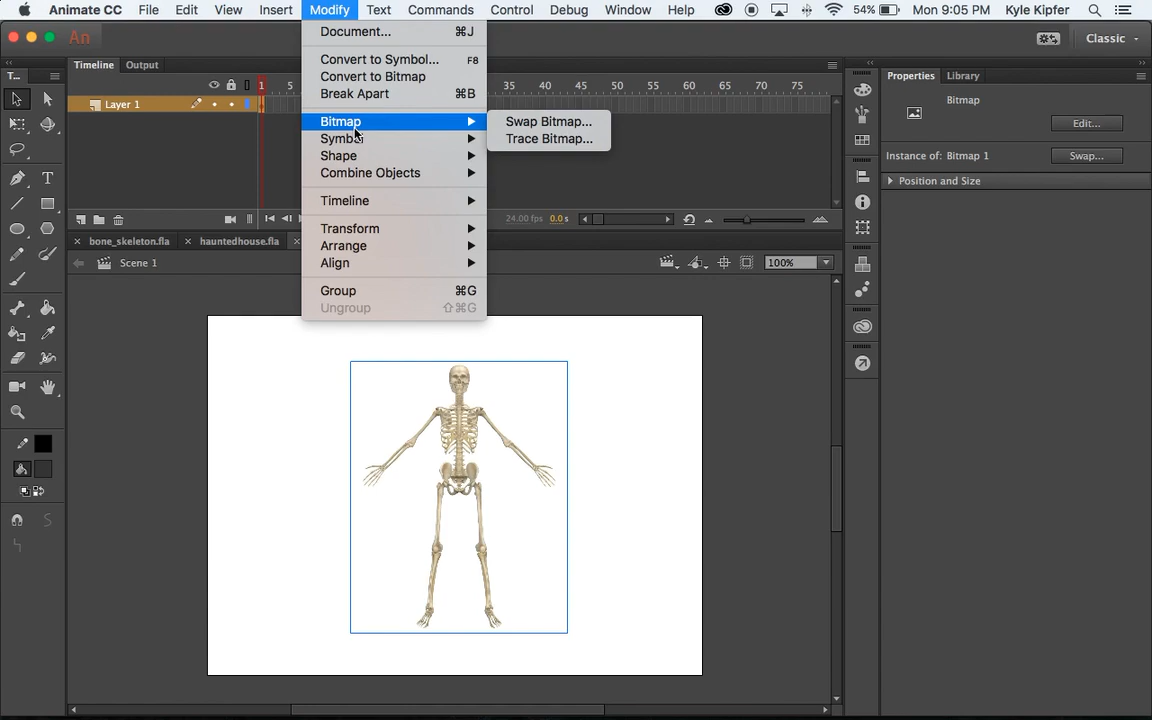 Animate CC File Edit View Insert Modify Text Commands Control Debug Window Help 54% Mon 9:05 PM Kyle Kipfer
An Classic
Timeline Output
T...
Properties Library
1 5 35 40 45 50 55 60 65 70 75
Layer 1
24.00 fps 0.0 s
Document... ⌘J
Convert to Symbol... F8
Convert to Bitmap
Break Apart ⌘B
Bitmap
Symbol
Shape
Combine Objects
Timeline
Transform
Arrange
Align
Group ⌘G
Ungroup ⇧⌘G
Swap Bitmap...
Trace Bitmap...
Bitmap
Edit...
Instance of: Bitmap 1 Swap...
Position and Size
bone_skeleton.fla hauntedhouse.fla
Scene 1 100%